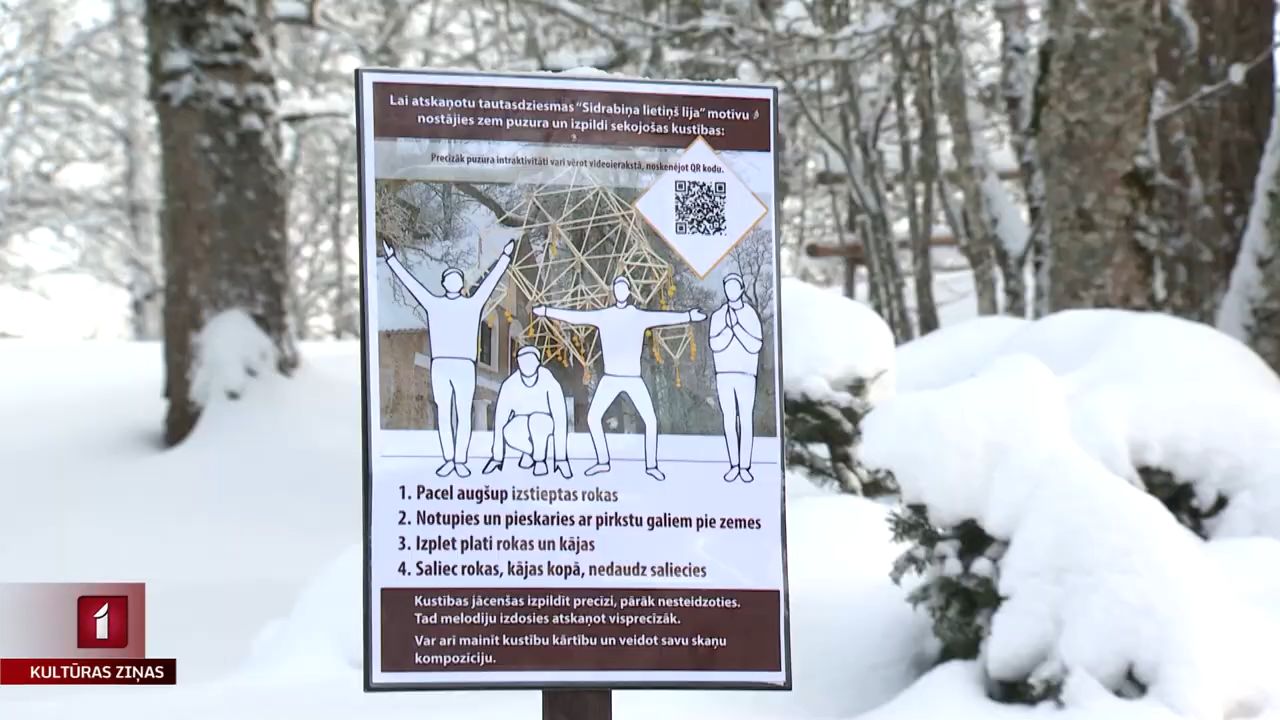 Lai atskaņotu tautasdziesmas "Sidrabiņa lietiņš lija" motīvu
nostājies zem puzura un izpildi sekojošas kustības:
Precīzāk puzura intraktivitāti vari vērot videoierakstā, noskenējot QR kodu.
1. Pacel augšup izstieptas rokas
2. Notupies un pieskaries ar pirkstu galiem pie zemes
3. Izplet plati rokas un kājas
4. Saliec rokas, kājas kopā, nedaudz saliecies
Kustības jācenšas izpildīt precīzi, pārāk nesteidzoties.
Tad melodiju izdosies atskaņot visprecīzāk.
Var arī mainīt kustību kārtību un veidot savu skaņu
kompozīciju.
1
KULTŪRAS ZIŅAS